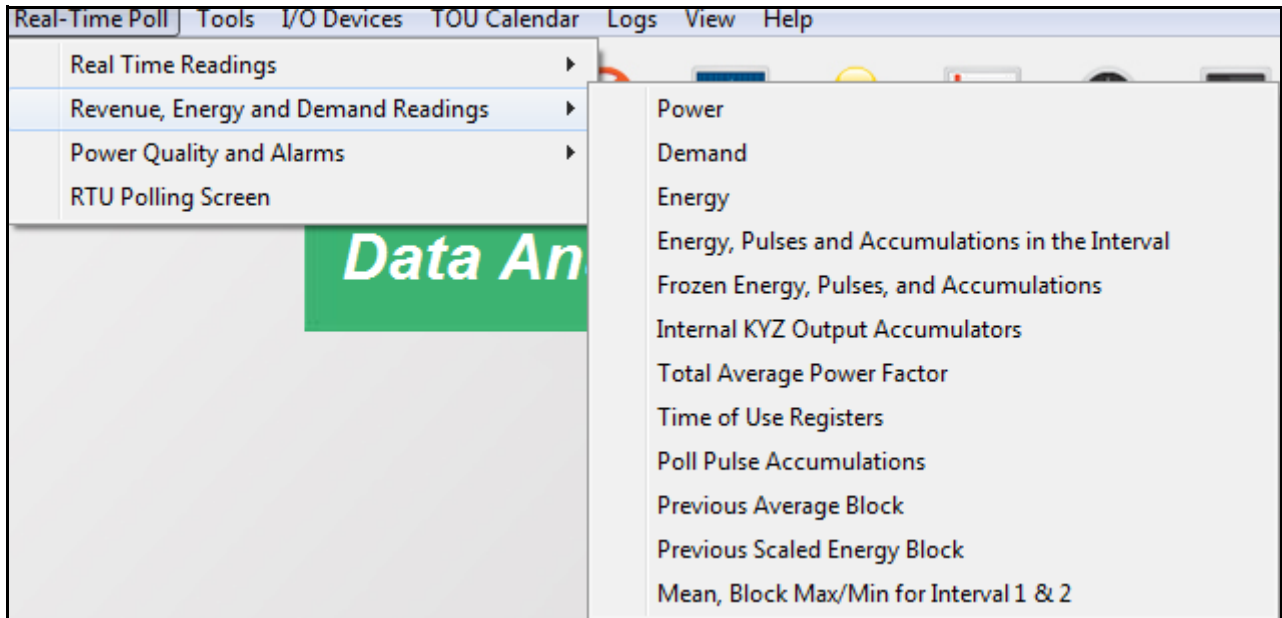 Real-Time Poll Tools I/O Devices TOU Calendar Logs View Help
Real Time Readings
Revenue, Energy and Demand Readings
Power Quality and Alarms
RTU Polling Screen
Power
Demand
Energy
Energy, Pulses and Accumulations in the Interval
Frozen Energy, Pulses, and Accumulations
Internal KYZ Output Accumulators
Total Average Power Factor
Time of Use Registers
Poll Pulse Accumulations
Previous Average Block
Previous Scaled Energy Block
Mean, Block Max/Min for Interval 1 & 2
Data An